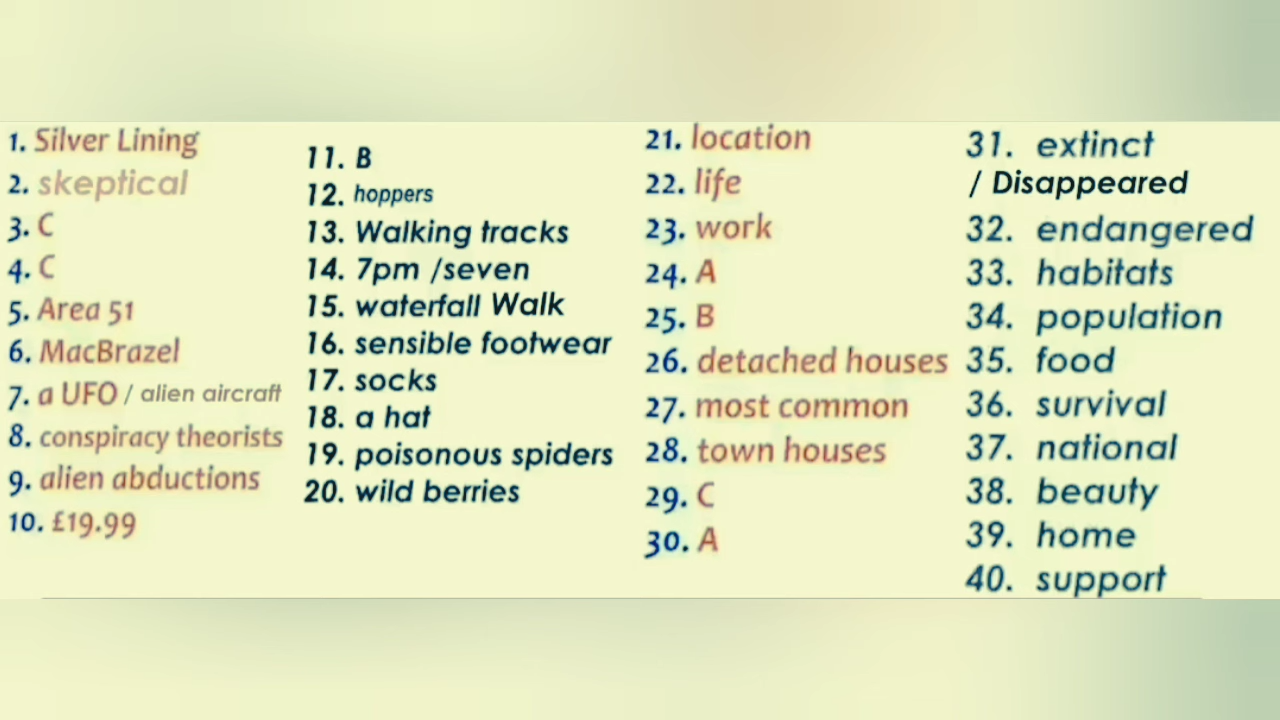 1. Silver Lining
2. skeptical
3. C
4. C
5. Area 51
6. MacBrazel
7. a UFO / alien aircraft
8. conspiracy theorists
9. alien abductions
10. £19.99
11. B
12. hoppers
13. Walking tracks
14. 7pm /seven
15. waterfall Walk
16. sensible footwear
17. socks
18. a hat
19. poisonous spiders
20. wild berries
21. location
22. life
23. work
24. A
25. B
26. detached houses
27. most common
28. town houses
29. C
30. A
31. extinct
/ Disappeared
32. endangered
33. habitats
34. population
35. food
36. survival
37. national
38. beauty
39. home
40. support